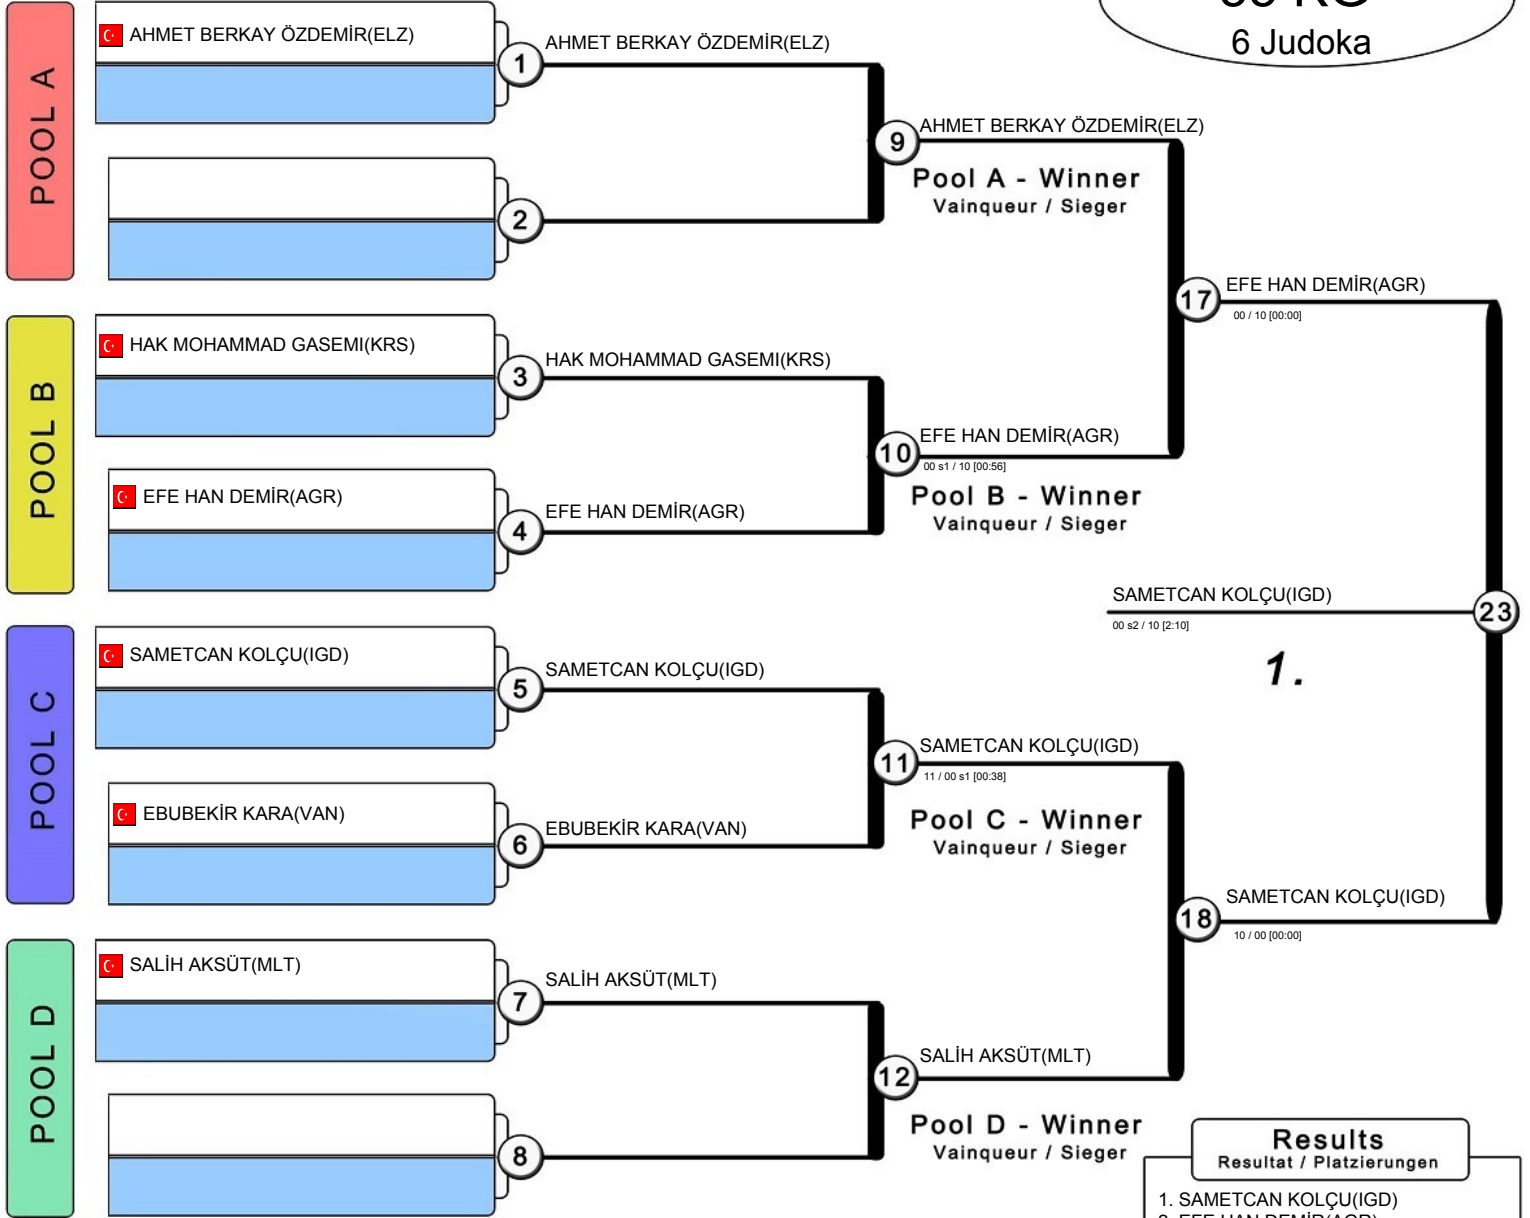 KG
6 Judoka
POOL A
AHMET BERKAY ÖZDEMİR(ELZ)
1
AHMET BERKAY ÖZDEMİR(ELZ)
2
9
AHMET BERKAY ÖZDEMİR(ELZ)
Pool A - Winner
Vainqueur / Sieger
POOL B
HAK MOHAMMAD GASEMI(KRS)
3
HAK MOHAMMAD GASEMI(KRS)
EFE HAN DEMİR(AGR)
4
EFE HAN DEMİR(AGR)
10
EFE HAN DEMİR(AGR)
00 s1 / 10 [00:56]
Pool B - Winner
Vainqueur / Sieger
17
EFE HAN DEMİR(AGR)
00 / 10 [00:00]
SAMETCAN KOLÇU(IGD)
23
00 s2 / 10 [2:10]
1.
POOL C
SAMETCAN KOLÇU(IGD)
5
SAMETCAN KOLÇU(IGD)
EBUBEKİR KARA(VAN)
6
EBUBEKİR KARA(VAN)
11
SAMETCAN KOLÇU(IGD)
11 / 00 s1 [00:38]
Pool C - Winner
Vainqueur / Sieger
18
SAMETCAN KOLÇU(IGD)
10 / 00 [00:00]
POOL D
SALİH AKSÜT(MLT)
7
SALİH AKSÜT(MLT)
8
12
SALİH AKSÜT(MLT)
Pool D - Winner
Vainqueur / Sieger
Results
Resultat / Platzierungen
1. SAMETCAN KOLÇU(IGD)
2. EFE HAN DEMİR(AGR)